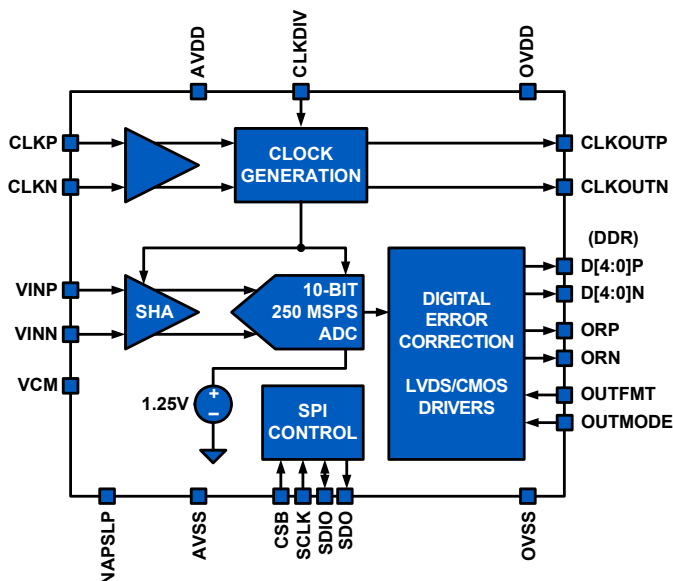 AVDD
CLKDIV
OVDD
CLKP
CLKN
CLOCK
GENERATION
CLKOUTP
CLKOUTN
(DDR)
VINP
VINN
SHA
10-BIT
250 MSPS
ADC
DIGITAL
ERROR
CORRECTION
LVDS/CMOS
DRIVERS
D[4:0]P
D[4:0]N
ORP
ORN
OUTFMT
OUTMODE
VCM
1.25V
+
−
SPI
CONTROL
NAPSLP
AVSS
CSB
SCLK
SDIO
SDO
OVSS